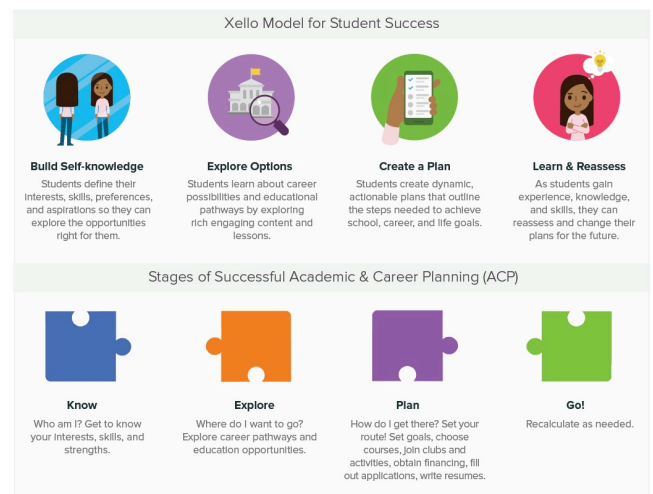 Xello Model for Student Success
Build Self-knowledge
Students define their
interests, skills, preferences,
and aspirations so they can
explore the opportunities
right for them.
Explore Options
Students learn about career
possibilities and educational
pathways by exploring
rich engaging content and
lessons.
Create a Plan
Students create dynamic,
actionable plans that outline
the steps needed to achieve
school, career, and life goals.
Learn & Reassess
As students gain
experience, knowledge,
and skills, they can
reassess and change their
plans for the future.
Stages of Successful Academic & Career Planning (ACP)
Know
Who am I? Get to know
your interests, skills, and
strengths.
Explore
Where do I want to go?
Explore career pathways and
education opportunities.
Plan
How do I get there? Set your
route! Set goals, choose
courses, join clubs and
activities, obtain financing, fill
out applications, write resumes.
Go!
Recalculate as needed.